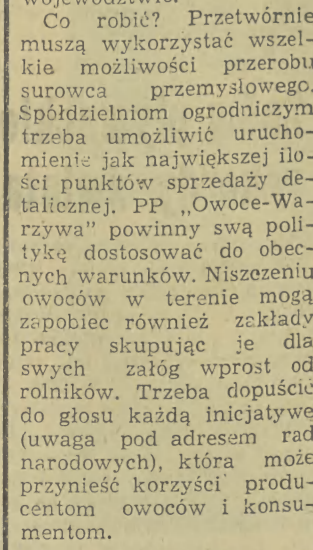 województwie.
Co robić? Przetwórnie
muszą wykorzystać wszel-
kie możliwości przerobu
surowca przemysłowego.
Spółdzielniom ogrodniczym
trzeba umożliwić urucho-
mienie jak największej ilo-
ści punktów sprzedaży de-
talicznej. PP „Owoce-Wa-
rzywa” powinny swą poli-
tykę dostosować do obec-
nych warunków. Niszczeniu
owoców w terenie mogą
zapobiec również zakłady
pracy skupując je dla
swych załóg wprost od
rolników. Trzeba dopuścić
do głosu każdą inicjatywę
(uwaga pod adresem rad
narodowych), która może
przynieść korzyści produ-
centom owoców i konsu-
mentom.